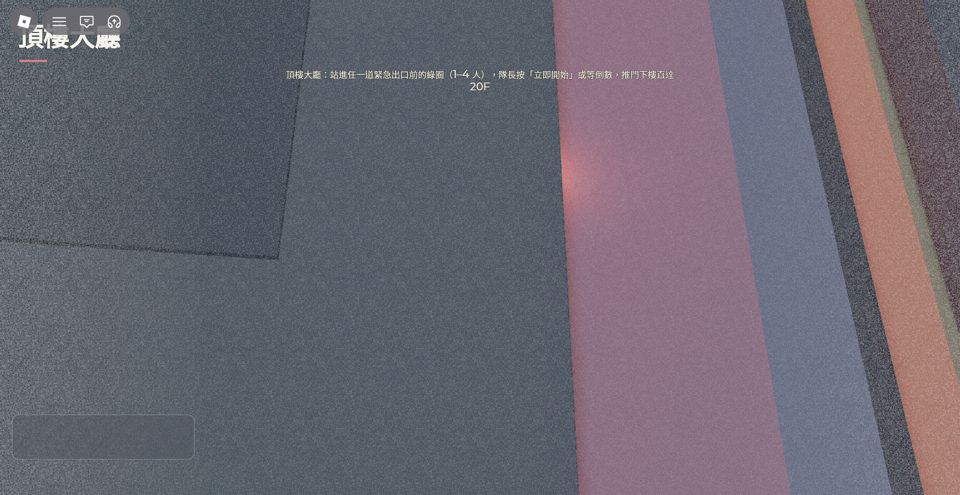 頂樓大廳
頂樓大廳：站進任一道緊急出口前的綠圈（1–4 人），隊長按「立即開始」或等倒數，推門下樓直達
20F